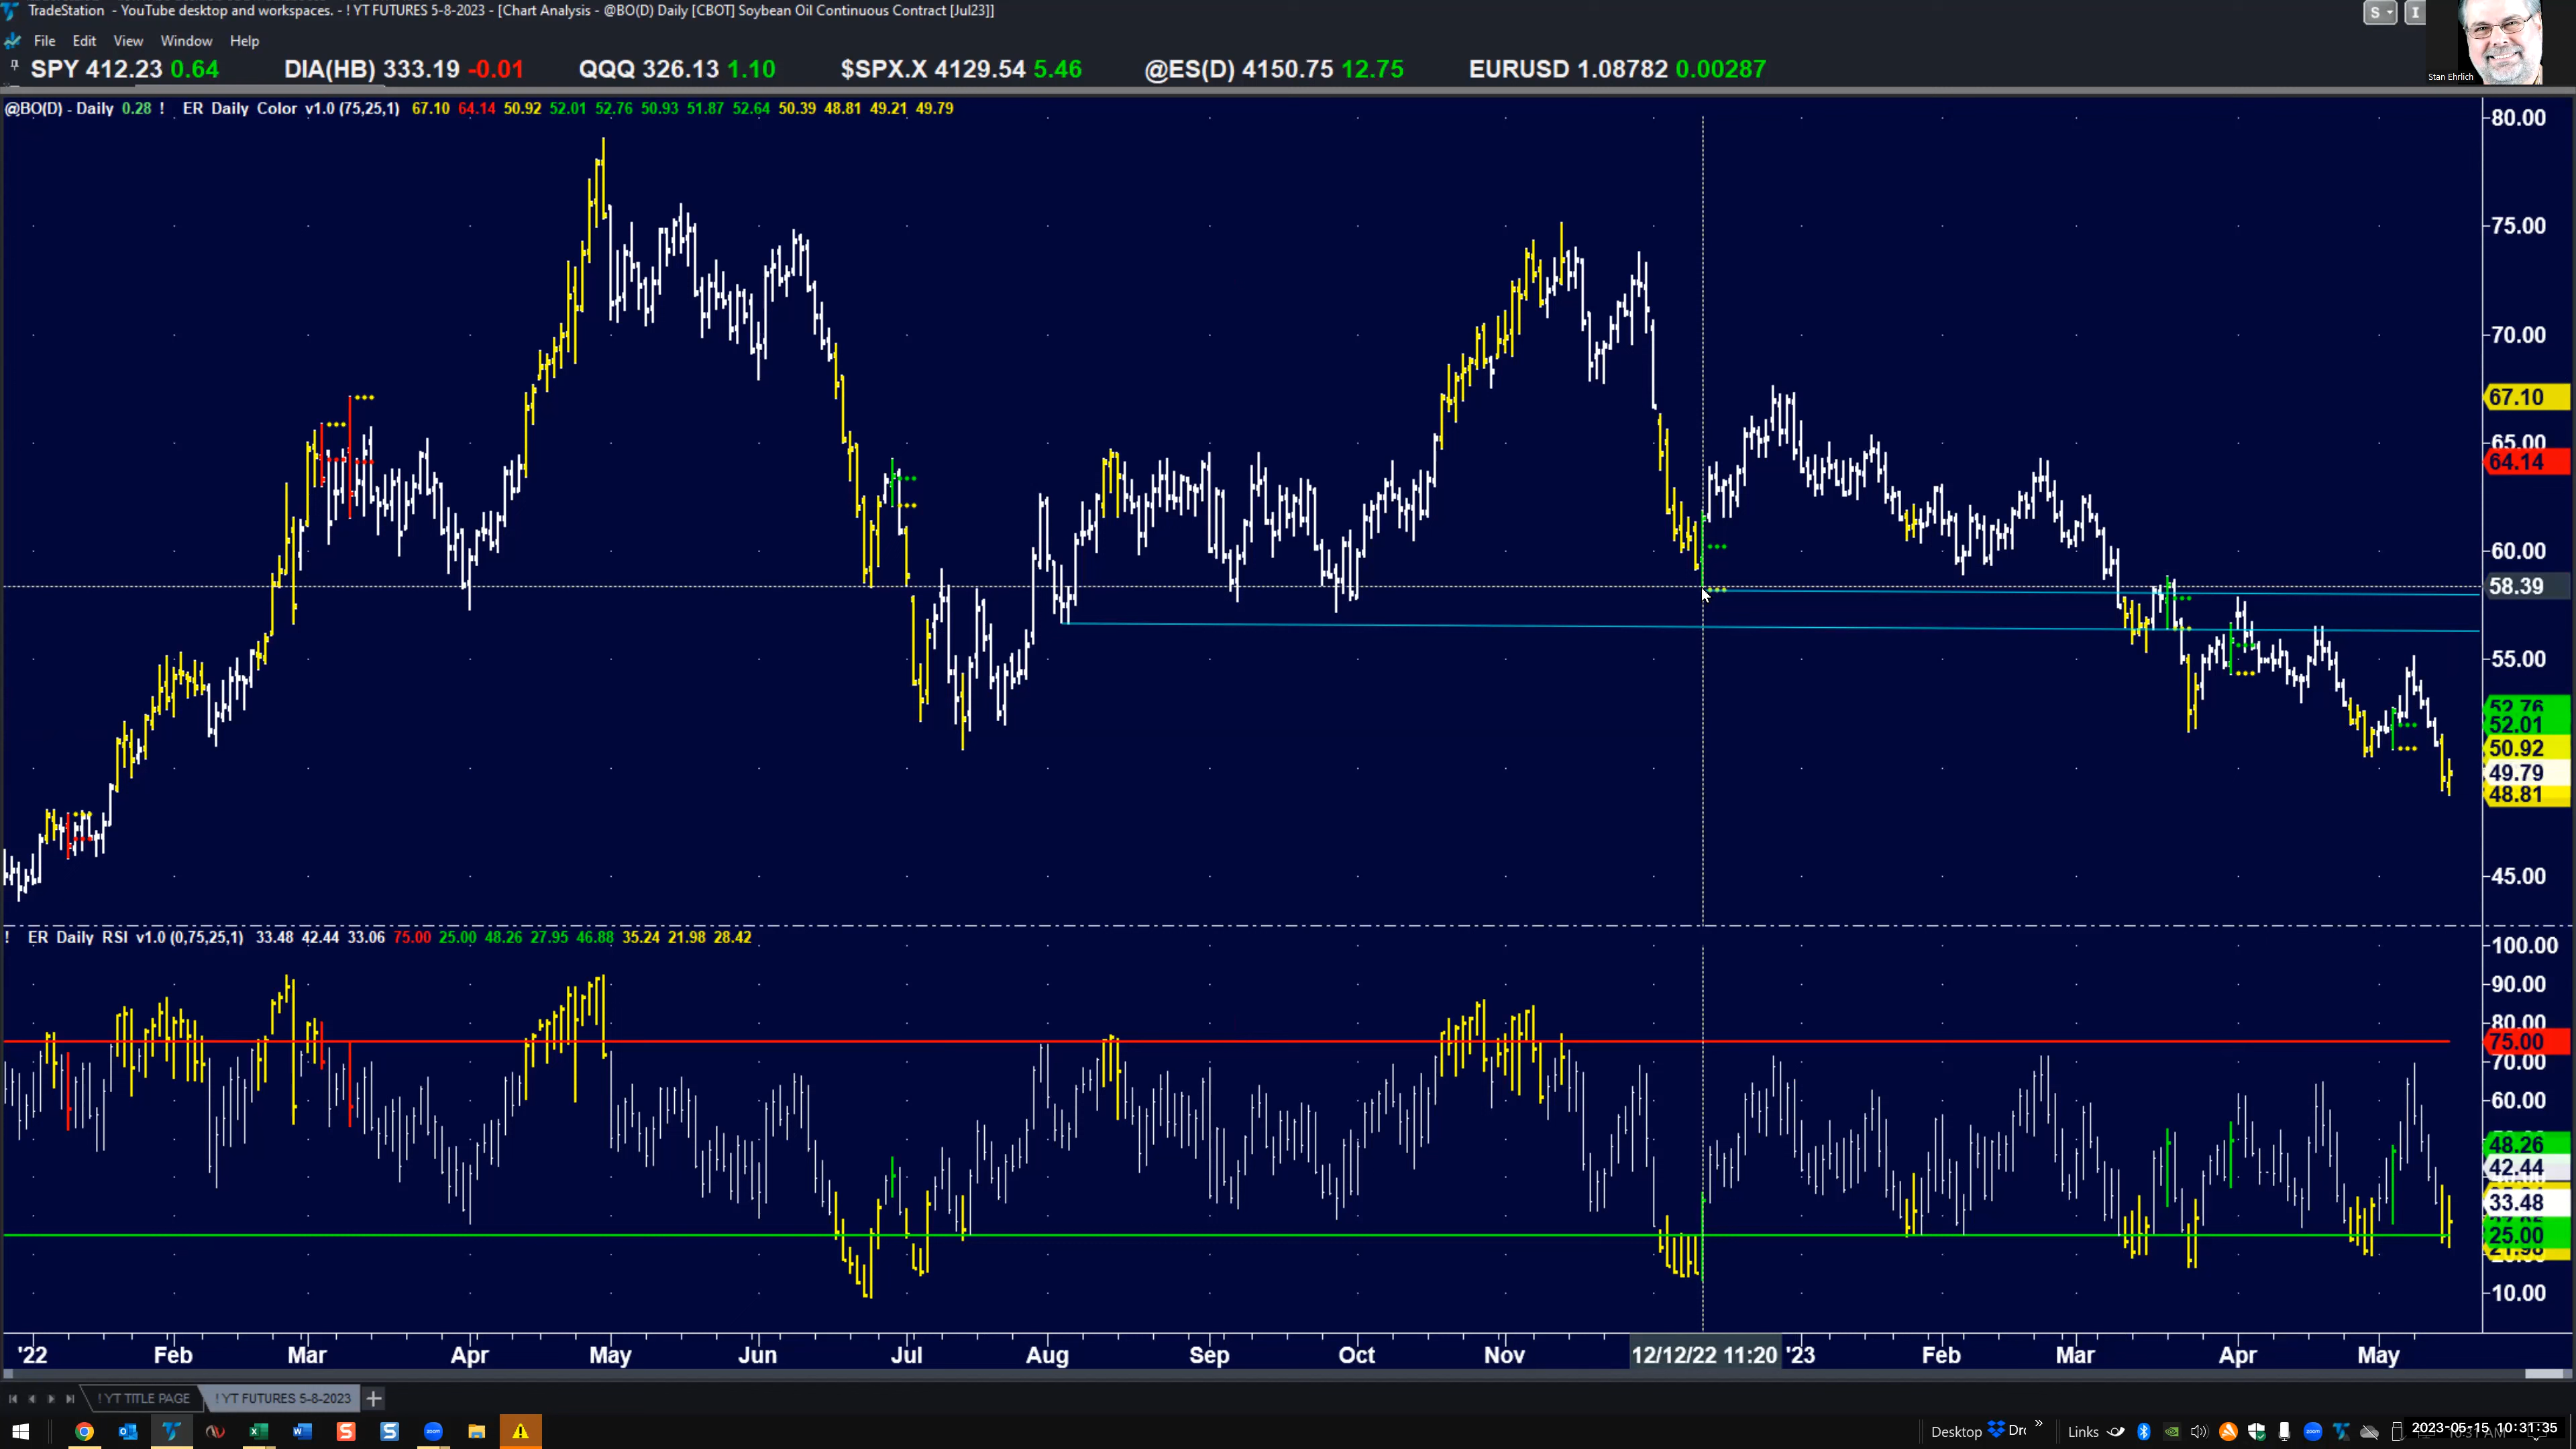 TradeStation - YouTube desktop and workspaces. - ! YT FUTURES 5-8-2023 - [Chart Analysis - @BO(D) Daily [CBOT] Soybean Oil Continuous Contract [Jul23]]
S I
File Edit View Window Help
SPY 412.23 0.64 DIA(HB) 333.19 -0.01 QQQ 326.13 1.10 $SPX.X 4129.54 5.46 @ES(D) 4150.75 12.75 EURUSD 1.08782 0.00287
Stan Ehrlich
@BO(D) - Daily 0.28 ! ER Daily Color v1.0 (75,25,1) 67.10 64.14 50.92 52.01 52.76 50.93 51.87 52.64 50.39 48.81 49.21 49.79
80.00
75.00
70.00
67.10
65.00
64.14
60.00
58.39
55.00
52.76
52.01
50.92
49.79
48.81
45.00
! ER Daily RSI v1.0 (0,75,25,1) 33.48 42.44 33.06 75.00 25.00 48.26 27.95 46.88 35.24 21.98 28.42
100.00
90.00
80.00
75.00
70.00
60.00
48.26
42.44
33.48
25.00
21.98
10.00
'22 Feb Mar Apr May Jun Jul Aug Sep Oct Nov 12/12/22 11:20 '23 Feb Mar Apr May
! YT TITLE PAGE ! YT FUTURES 5-8-2023 +
Desktop Links 2023-05-15 10:31:35